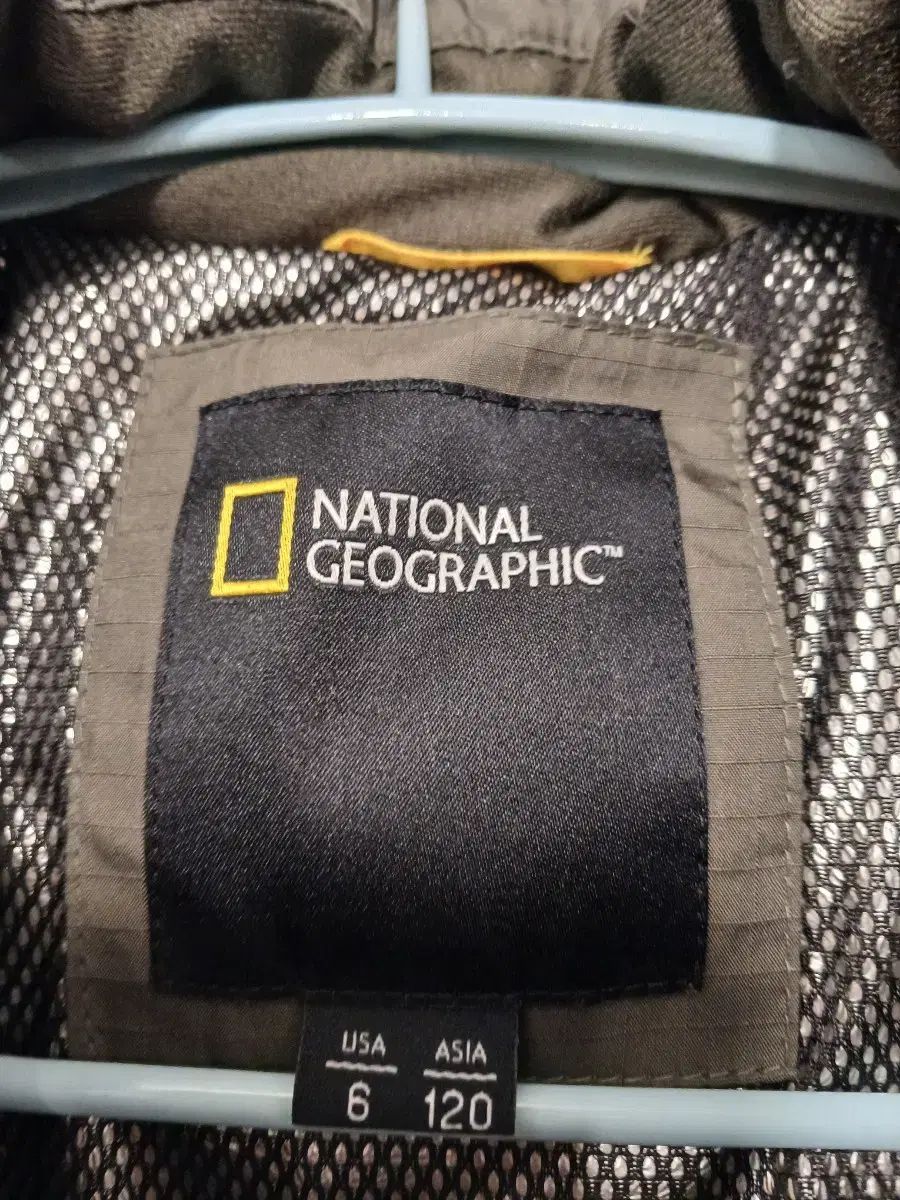 NATIONAL
GEOGRAPHIC™
USA ASIA
6 120